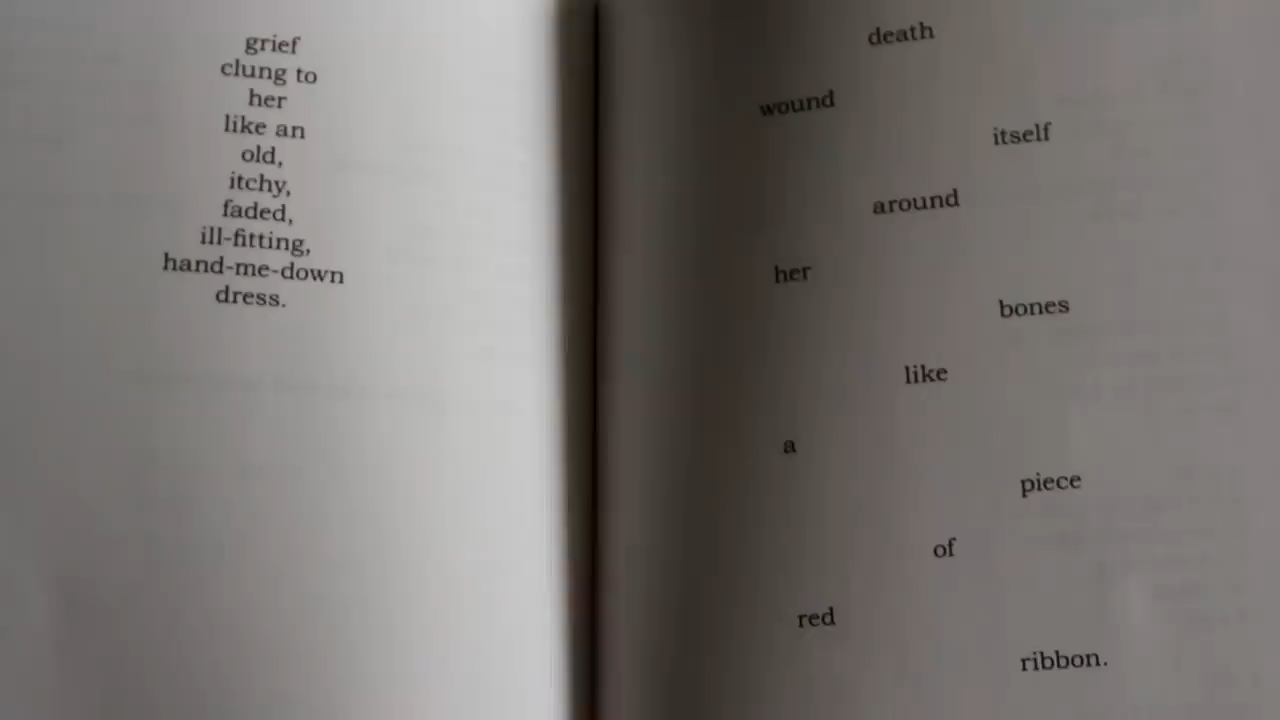 grief
clung to
her
like an
old,
itchy,
faded,
ill-fitting,
hand-me-down
dress.
death
wound
itself
around
her
bones
like
a
piece
of
red
ribbon.